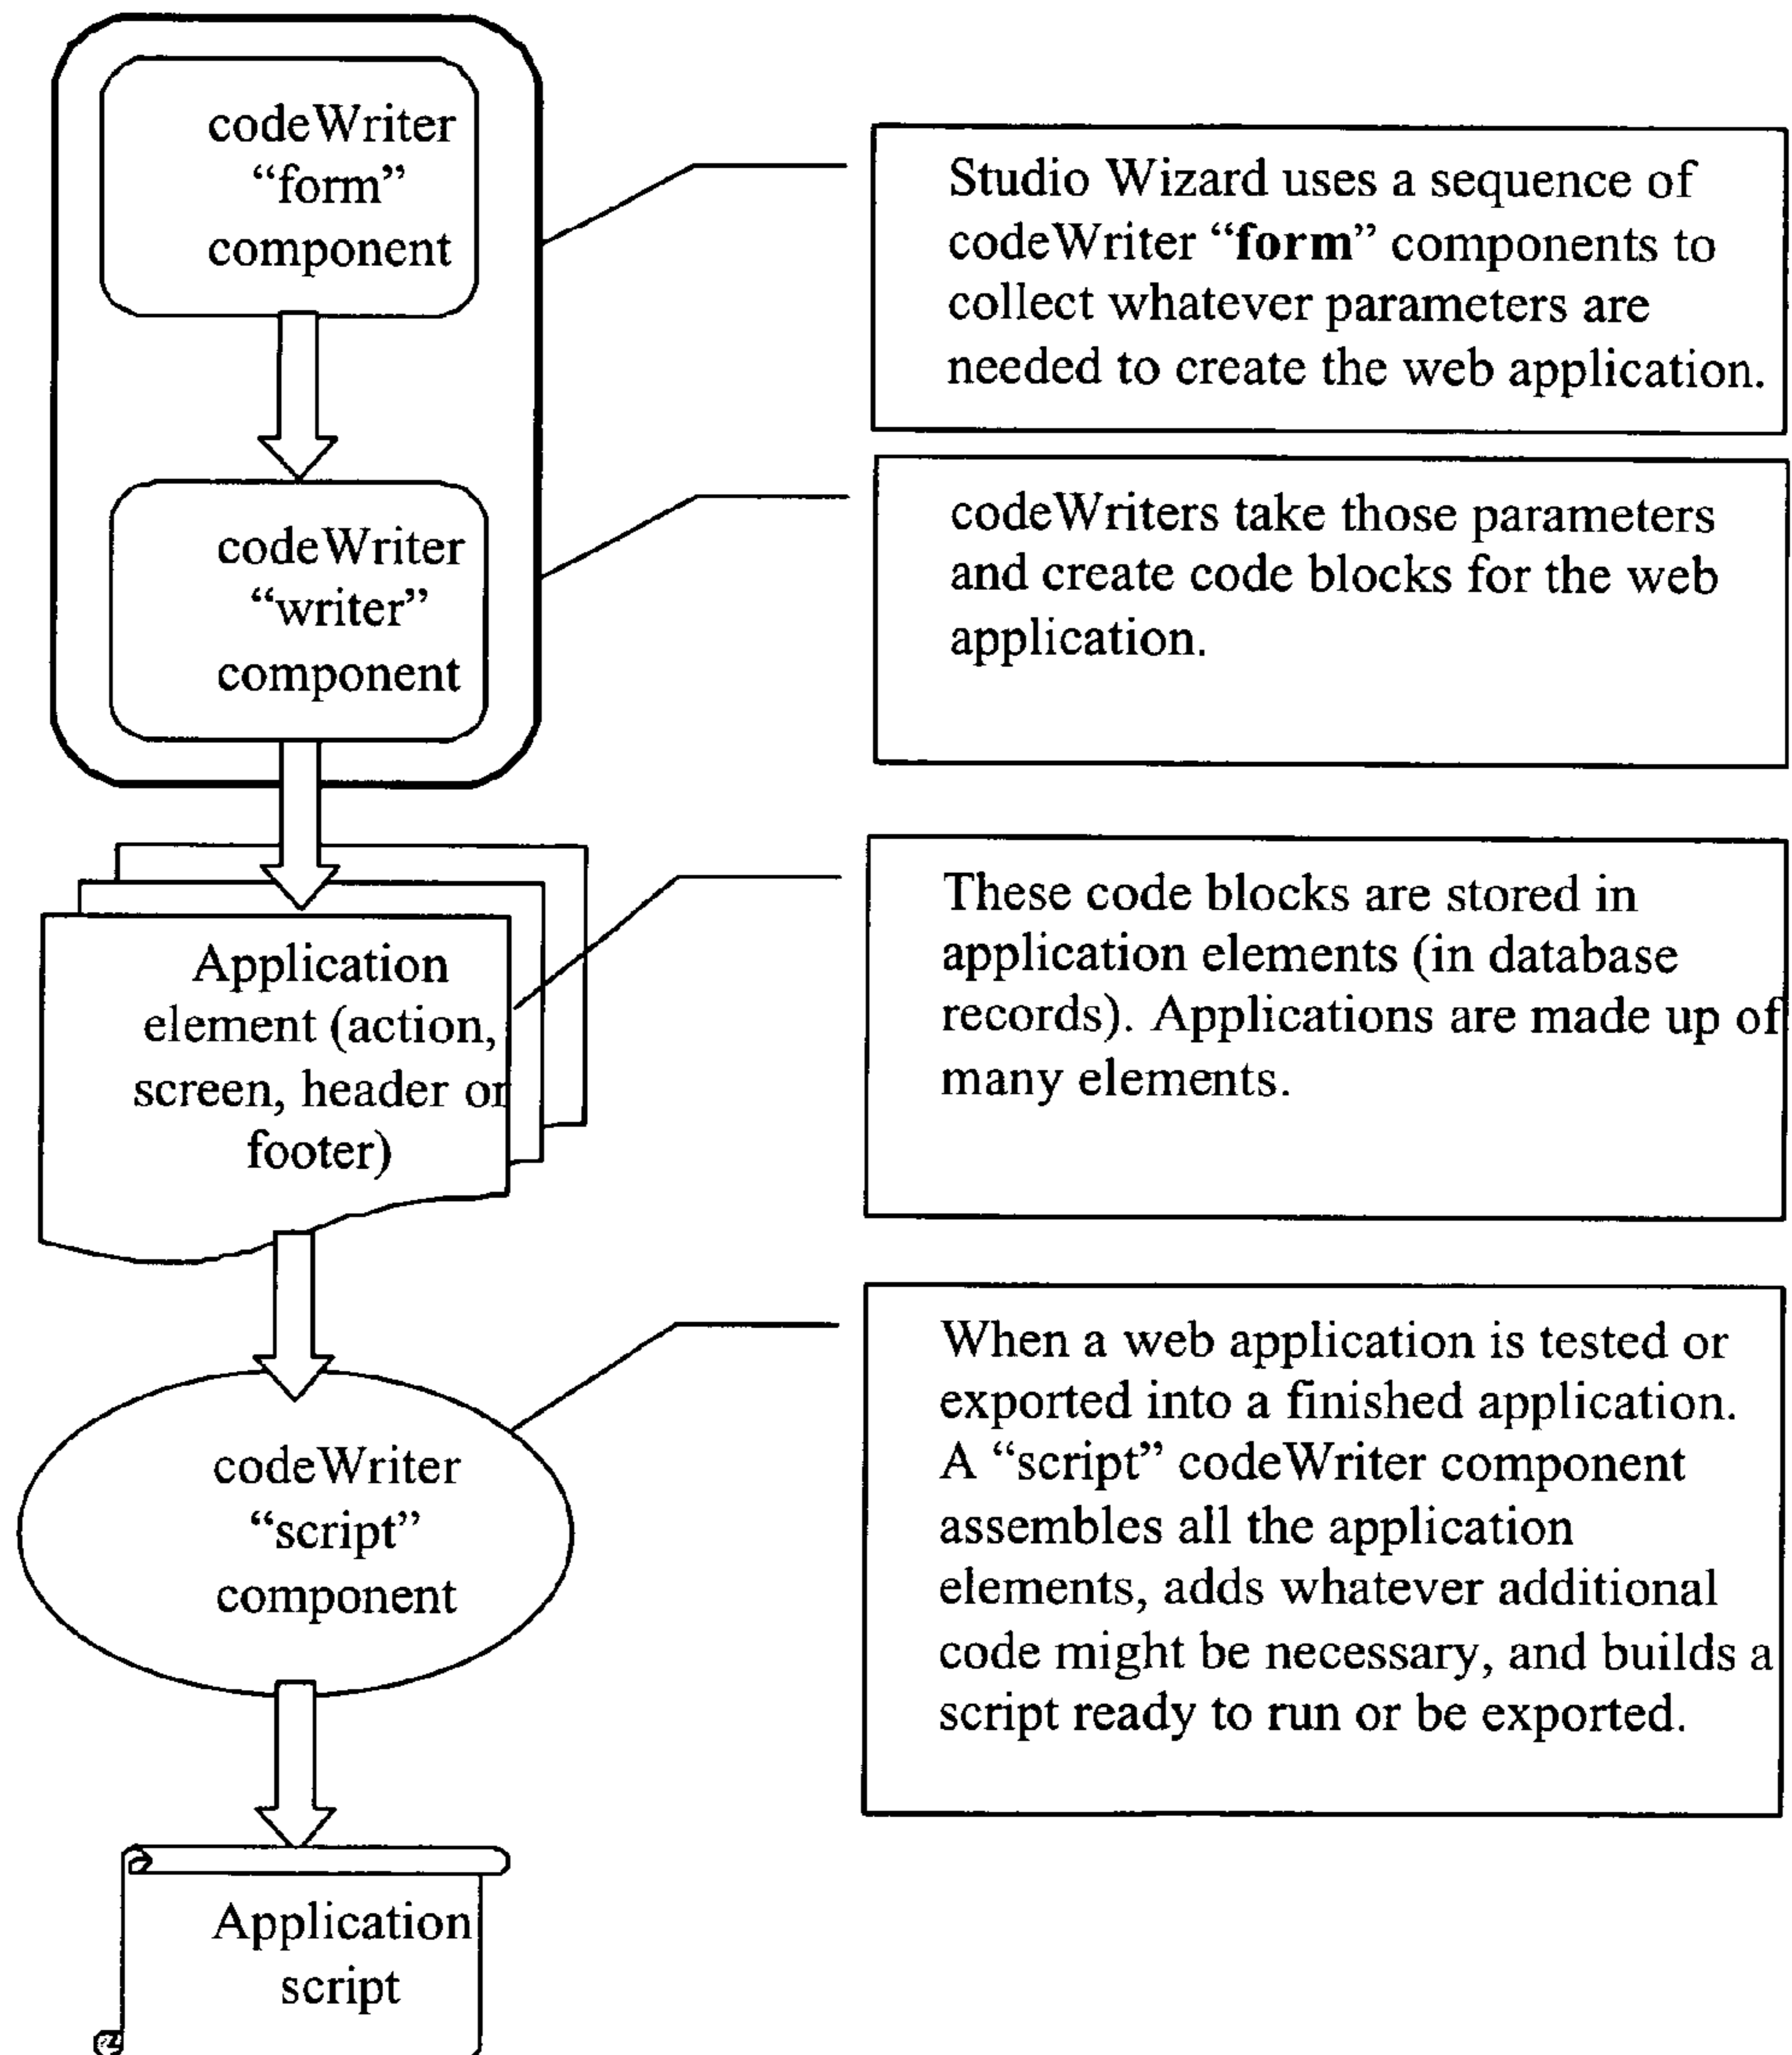 codeWriter
“form”
component
Studio Wizard uses a sequence of
codeWriter “form” components to
collect whatever parameters are
needed to create the web application.
codeWriter
“writer”
component
codeWriters take those parameters
and create code blocks for the web
application.
Application
element (action,
screen, header or
footer)
These code blocks are stored in
application elements (in database
records). Applications are made up of
many elements.
codeWriter
“script”
component
When a web application is tested or
exported into a finished application.
A “script” codeWriter component
assembles all the application
elements, adds whatever additional
code might be necessary, and builds a
script ready to run or be exported.
Application
script